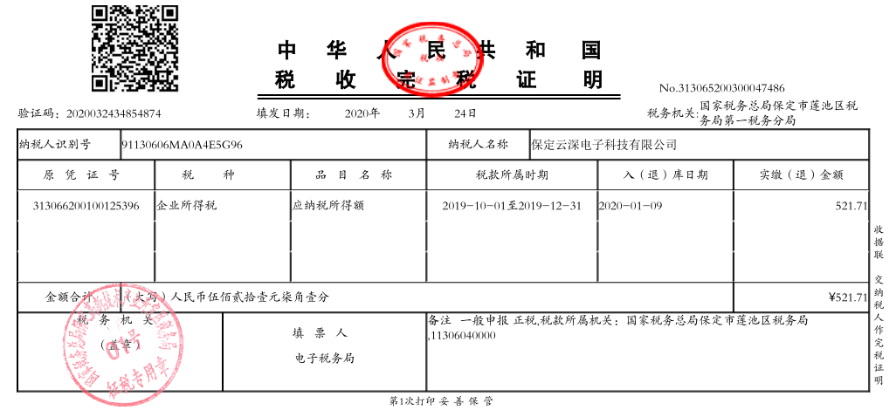 中 华 人 民 共 和 国
税 收 完 税 证 明
No.313065200300047486
验证码: 2020032434854874
填发日期: 2020年 3月 24日
税务机关: 国家税务总局保定市莲池区税
务局第一税务分局
纳税人识别号 91130606MA0A4E5G96 纳税人名称 保定云深电子科技有限公司
原 凭 证 号 税 种 品 目 名 称 税款所属时期 入（退）库日期 实缴（退）金额
313066200100125396 企业所得税 应纳税所得额 2019-10-01至2019-12-31 2020-01-09 521.71
金额合计 （大写）人民币伍佰贰拾壹元柒角壹分 ¥521.71
税 务 机 关
（盖章）
填 票 人
电子税务局
备注 一般申报 正税,税款所属机关：国家税务总局保定市莲池区税务局
,11306040000
收据联 交纳税人作完税证明
第1次打印 妥 善 保 管
01号
征税专用章